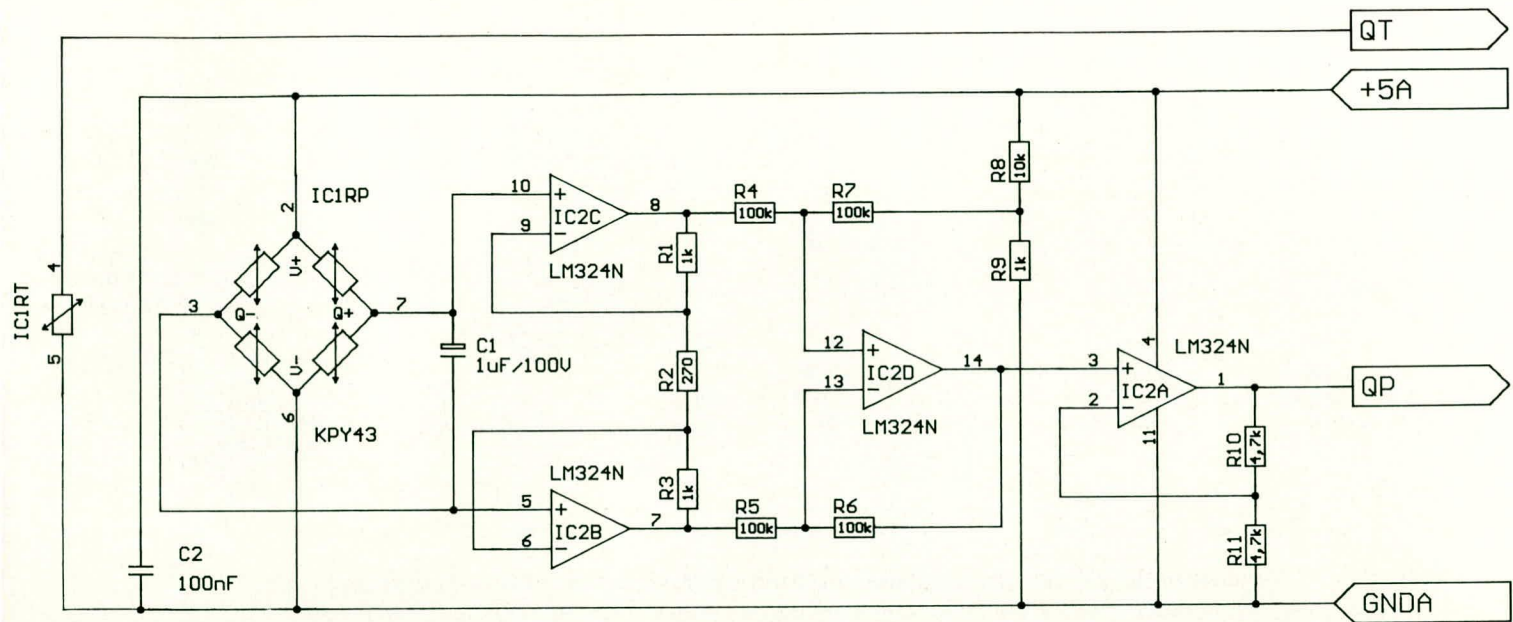 QT
+5A
R8
10k
2
IC1RP
10
+
IC2C
8
9
-
LM324N
R4
100k
R7
100k
R1
1k
R9
1k
4
IC1RT
5
3
V+
Q-
Q+
V-
7
6
KPY43
C1
1uF/100V
R2
270
12
+
IC2D
14
13
-
LM324N
4
LM324N
3
+
IC2A
1
2
-
11
QP
R10
4,7k
LM324N
R3
1k
5
+
IC2B
7
6
-
R5
100k
R6
100k
R11
4,7k
C2
100nF
GNDA